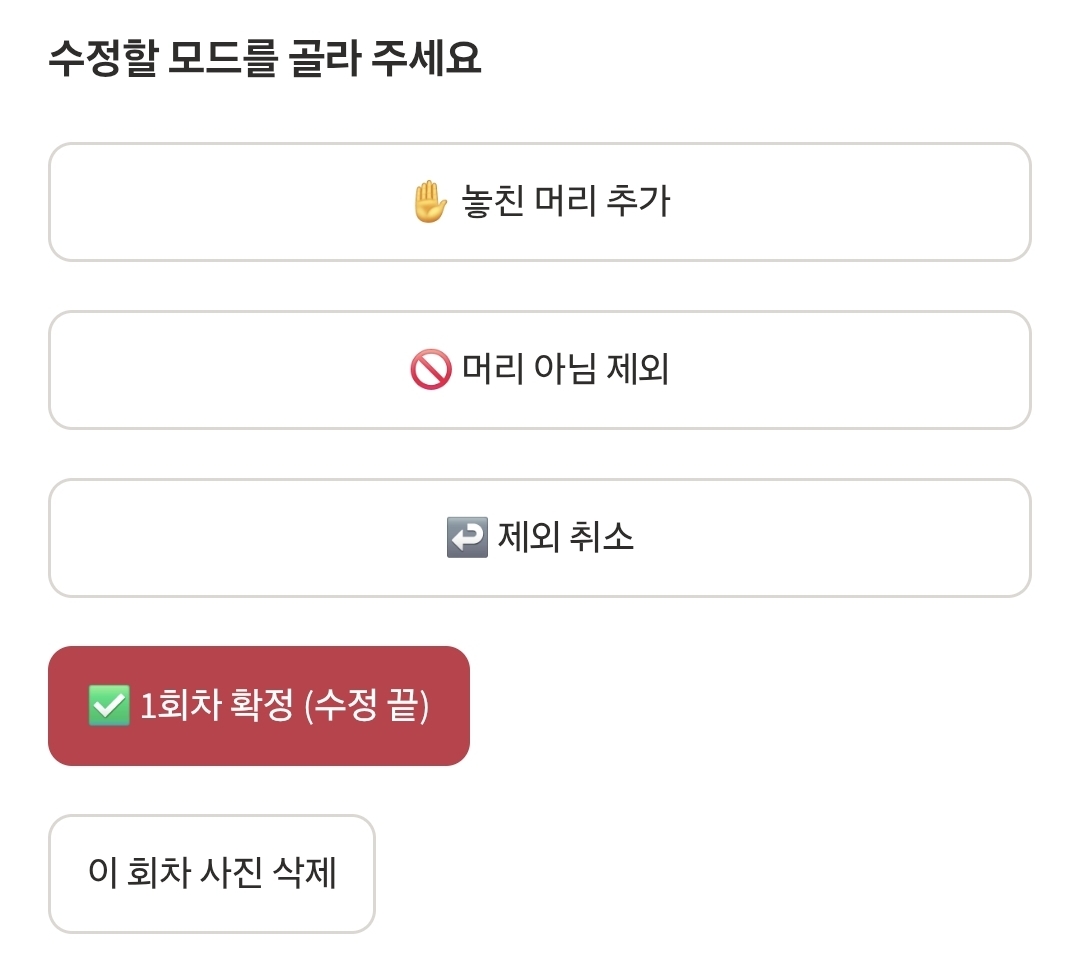 수정할 모드를 골라 주세요
✋ 놓친 머리 추가
🚫 머리 아님 제외
↩️ 제외 취소
✅ 1회차 확정 (수정 끝)
이 회차 사진 삭제